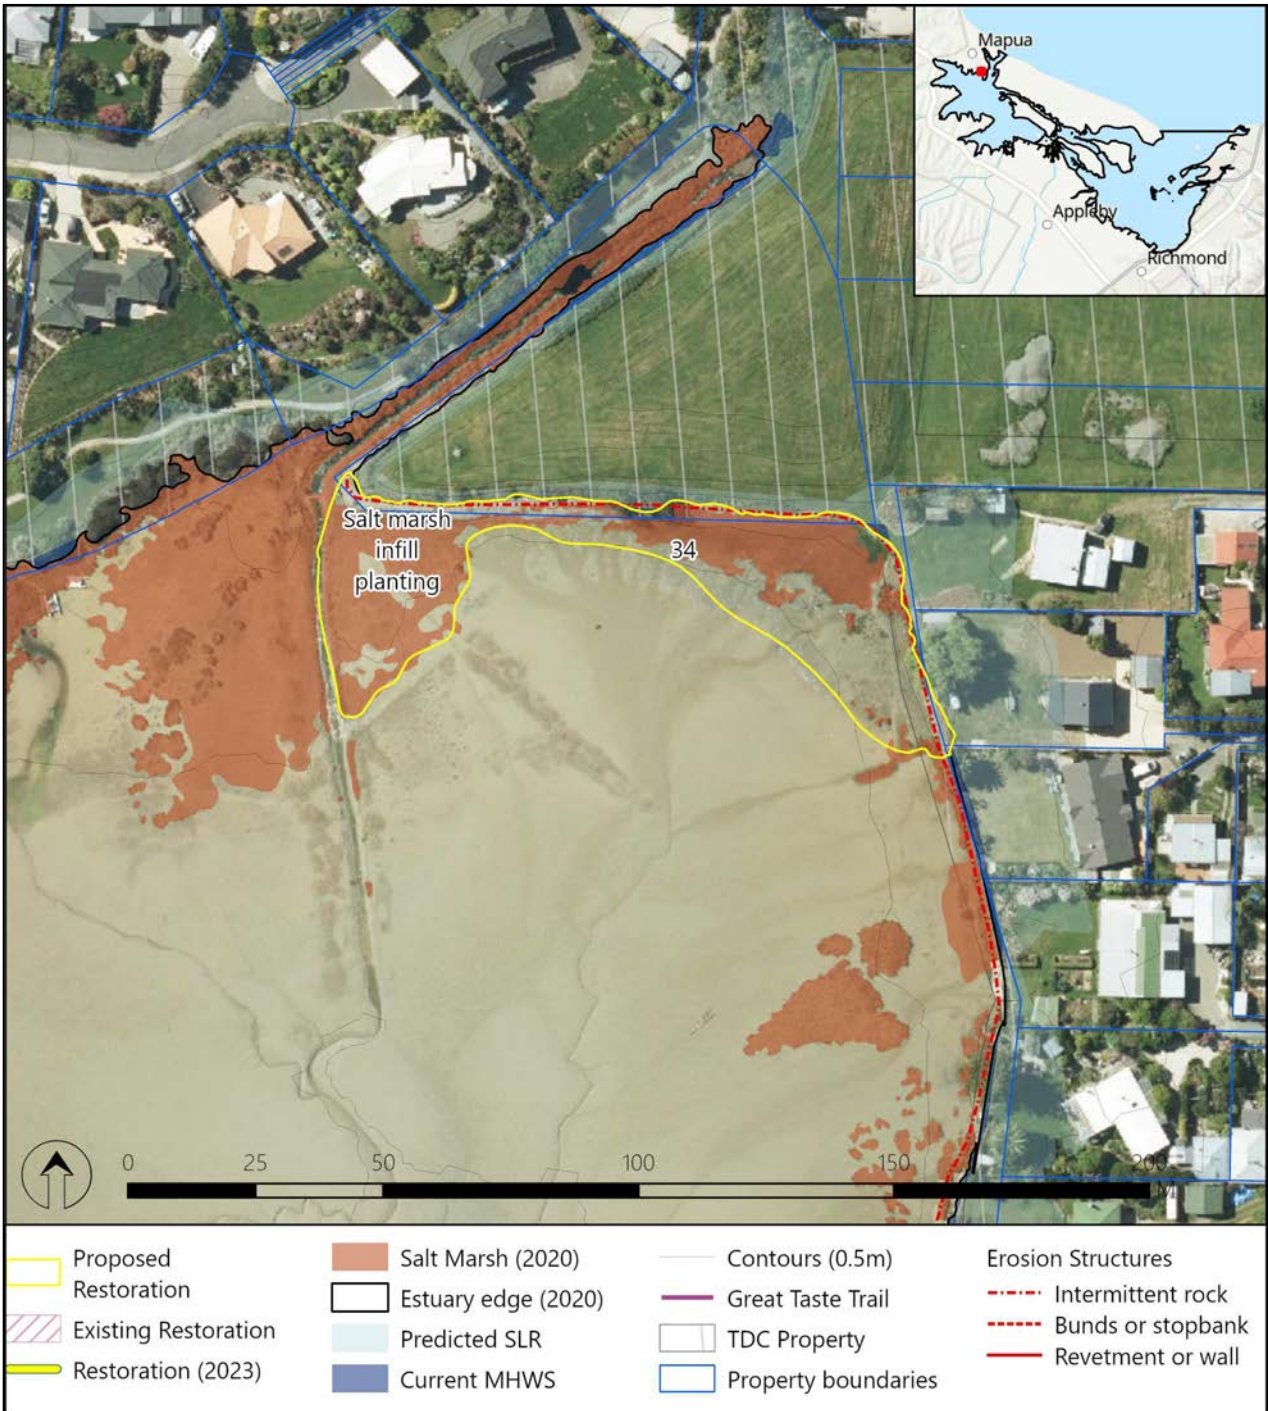 Mapua
Appleby
Richmond
Salt marsh
infill
planting
34
0 25 50 100 150 200
M
Proposed
Restoration
Existing Restoration
Restoration (2023)
Salt Marsh (2020)
Estuary edge (2020)
Predicted SLR
Current MHWS
Contours (0.5m)
Great Taste Trail
TDC Property
Property boundaries
Erosion Structures
Intermittent rock
Bunds or stopbank
Revetment or wall